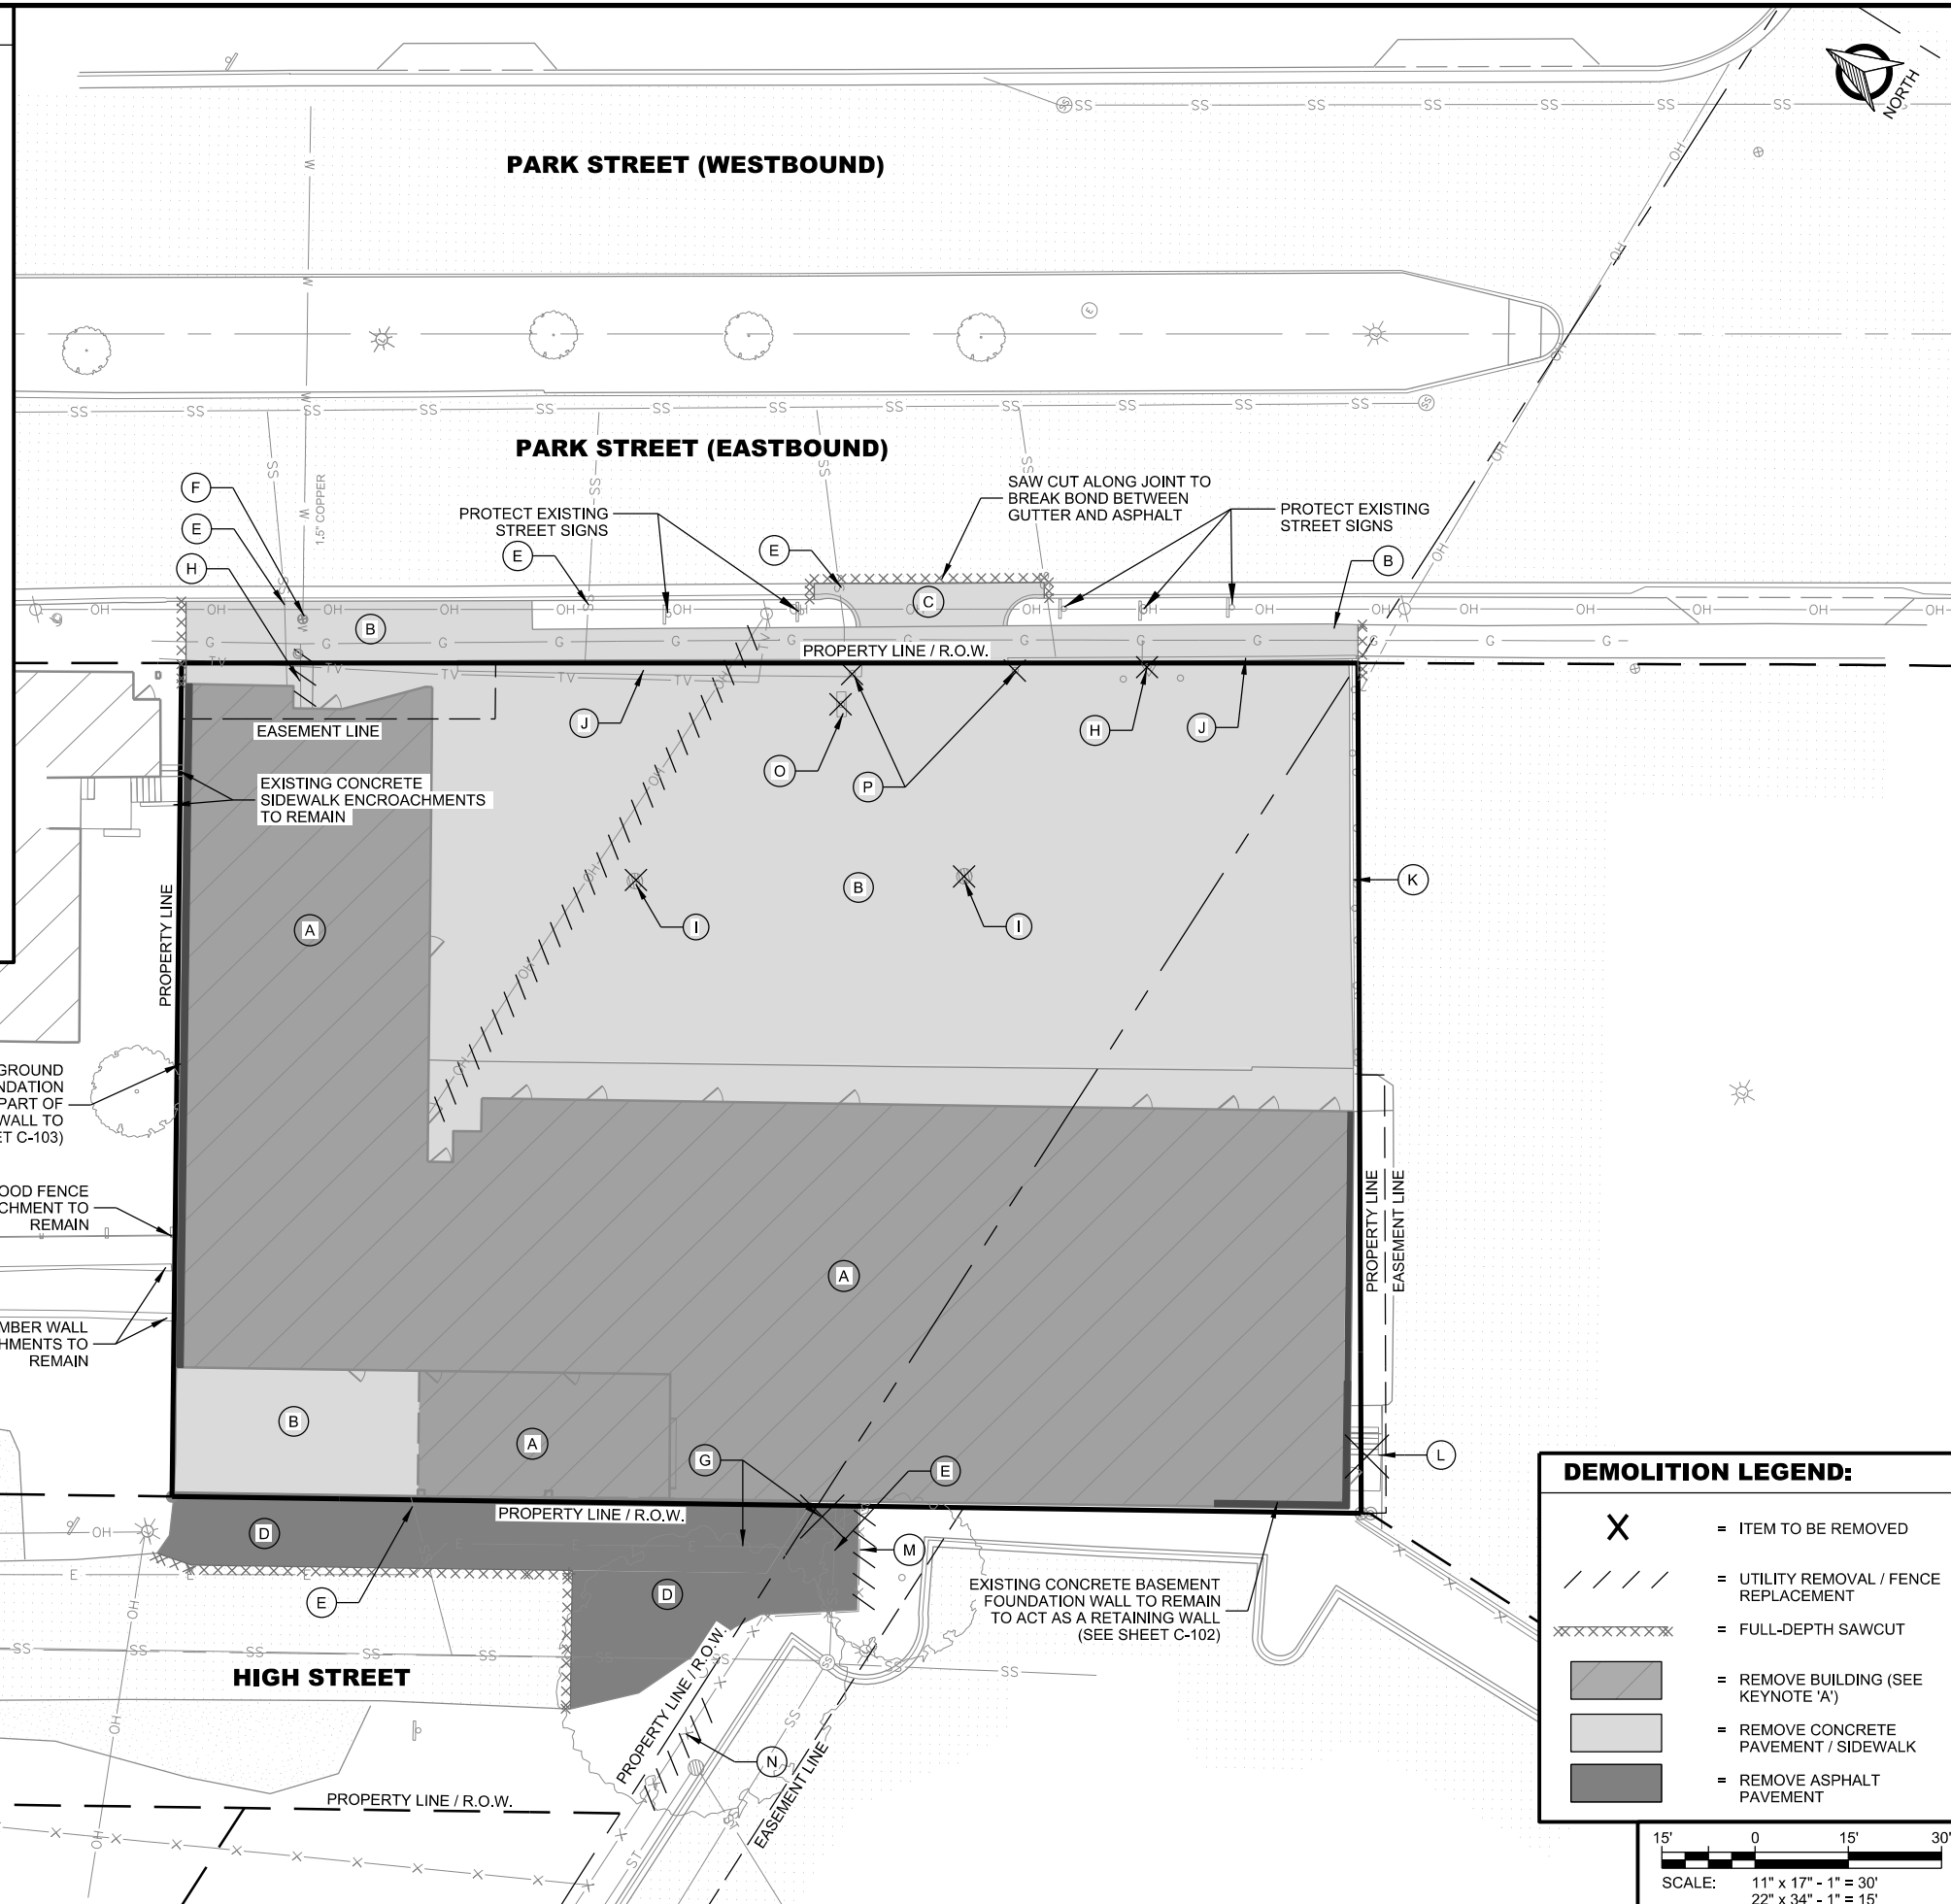 NORTH
PARK STREET (WESTBOUND)
PARK STREET (EASTBOUND)
1.5" COPPER
F
E
H
B
PROTECT EXISTING
STREET SIGNS
E
E
SAW CUT ALONG JOINT TO
BREAK BOND BETWEEN
GUTTER AND ASPHALT
C
PROTECT EXISTING
STREET SIGNS
B
PROPERTY LINE / R.O.W.
EASEMENT LINE
J
O
P
H
J
EXISTING CONCRETE
SIDEWALK ENCROACHMENTS
TO REMAIN
PROPERTY LINE
A
I
B
I
K
GROUND
NDATION
PART OF
WALL TO
ET C-103)
OOD FENCE
CHMENT TO
REMAIN
MBER WALL
HMENTS TO
REMAIN
A
PROPERTY LINE
EASEMENT LINE
B
A
G
E
L
PROPERTY LINE / R.O.W.
D
E
D
M
EXISTING CONCRETE BASEMENT
FOUNDATION WALL TO REMAIN
TO ACT AS A RETAINING WALL
(SEE SHEET C-102)
HIGH STREET
PROPERTY LINE / R.O.W.
N
EASEMENT LINE
PROPERTY LINE / R.O.W.
DEMOLITION LEGEND:
= ITEM TO BE REMOVED
= UTILITY REMOVAL / FENCE
REPLACEMENT
= FULL-DEPTH SAWCUT
= REMOVE BUILDING (SEE
KEYNOTE 'A')
= REMOVE CONCRETE
PAVEMENT / SIDEWALK
= REMOVE ASPHALT
PAVEMENT
15' 0 15' 30'
SCALE: 11" x 17" - 1" = 30'
22" x 34" - 1" = 15'